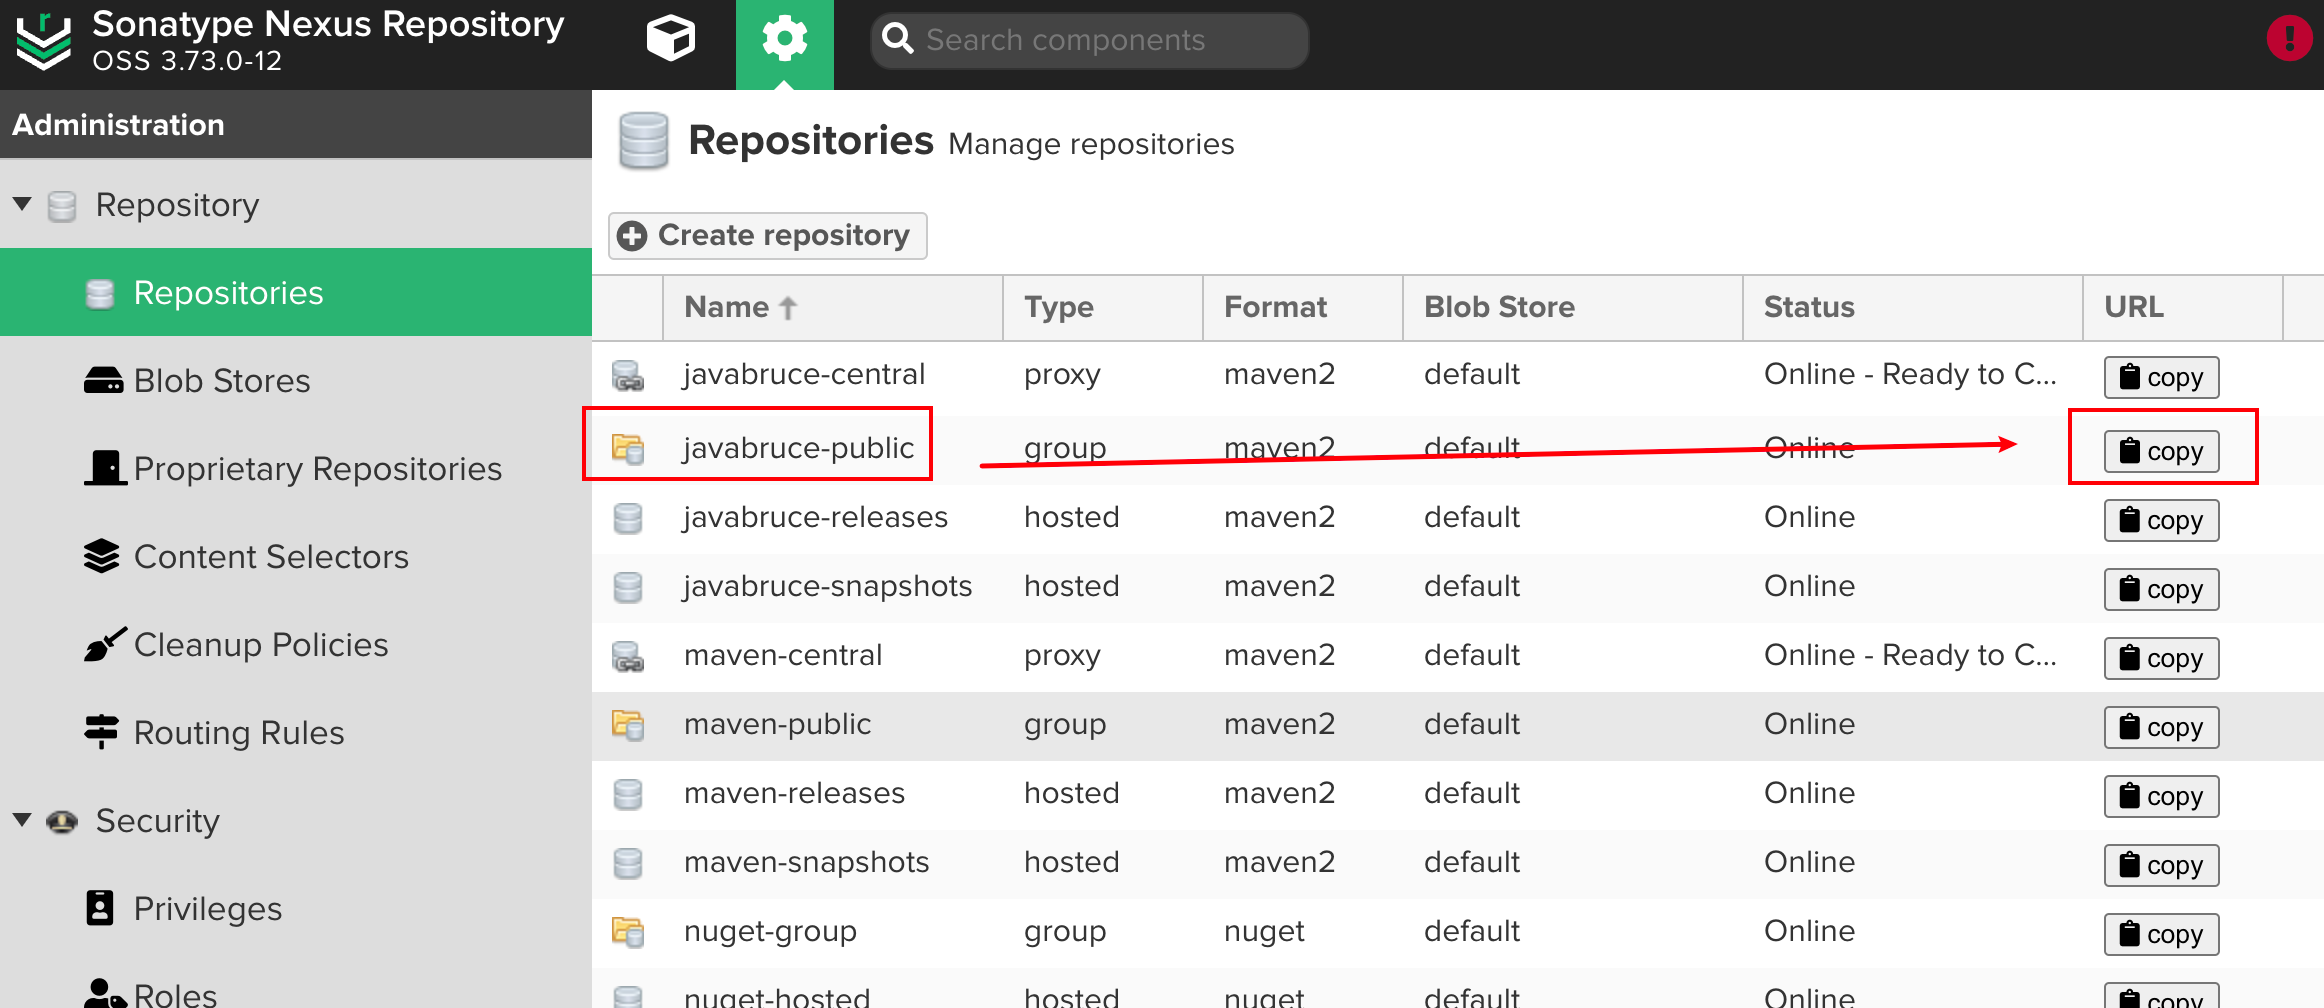 Sonatype Nexus Repository
OSS 3.73.0-12
Search components
Administration
Repository
Repositories
Blob Stores
Proprietary Repositories
Content Selectors
Cleanup Policies
Routing Rules
Security
Privileges
Roles
Repositories Manage repositories
Create repository
Name Type Format Blob Store Status URL
javabruce-central proxy maven2 default Online - Ready to C... copy
javabruce-public group maven2 default Online copy
javabruce-releases hosted maven2 default Online copy
javabruce-snapshots hosted maven2 default Online copy
maven-central proxy maven2 default Online - Ready to C... copy
maven-public group maven2 default Online copy
maven-releases hosted maven2 default Online copy
maven-snapshots hosted maven2 default Online copy
nuget-group group nuget default Online copy
nuget-hosted hosted nuget default Online copy